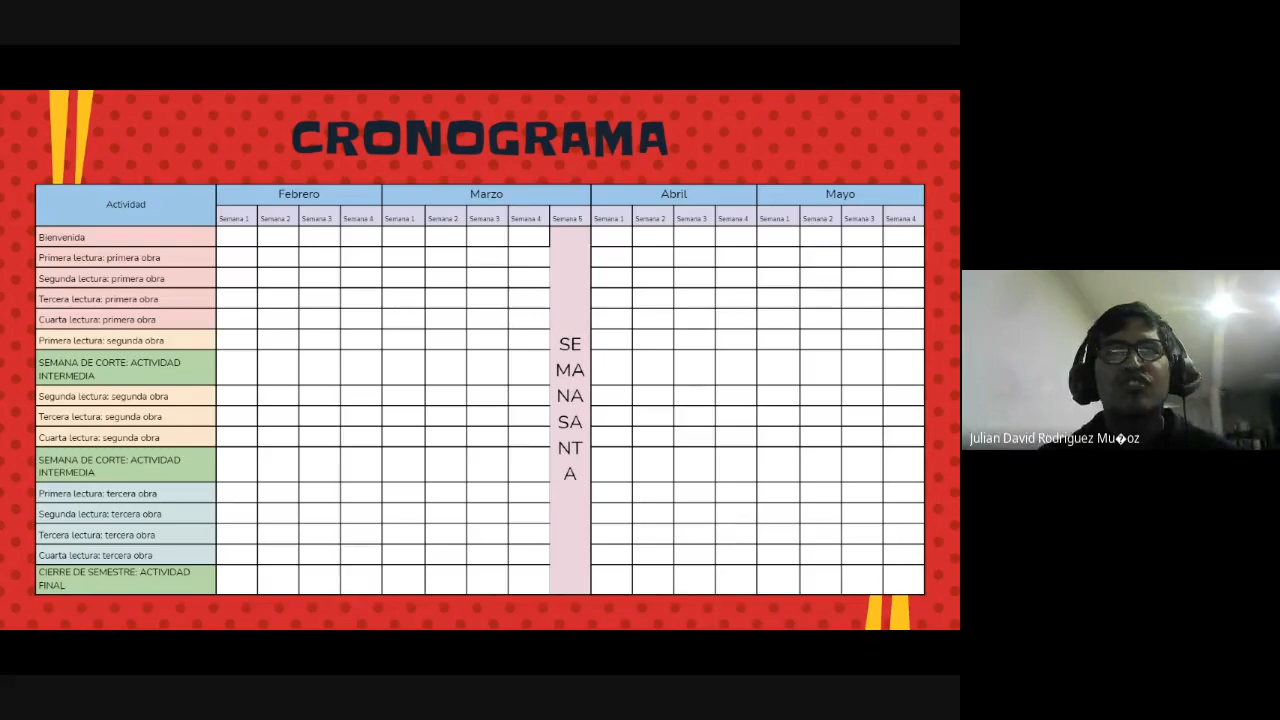 CRONOGRAMA
Actividad
Febrero
Marzo
Abril
Mayo
Semana 1 Semana 2 Semana 3 Semana 4 Semana 1 Semana 2 Semana 3 Semana 4 Semana 5 Semana 1 Semana 2 Semana 3 Semana 4 Semana 1 Semana 2 Semana 3 Semana 4
Bienvenida
Primera lectura: primera obra
Segunda lectura: primera obra
Tercera lectura: primera obra
Cuarta lectura: primera obra
Primera lectura: segunda obra
SEMANA DE CORTE: ACTIVIDAD
INTERMEDIA
Segunda lectura: segunda obra
Tercera lectura: segunda obra
Cuarta lectura: segunda obra
SEMANA DE CORTE: ACTIVIDAD
INTERMEDIA
Primera lectura: tercera obra
Segunda lectura: tercera obra
Tercera lectura: tercera obra
Cuarta lectura: tercera obra
CIERRE DE SEMESTRE: ACTIVIDAD
FINAL
SE
MA
NA
SA
NT
A
Julian David Rodriguez Mu�oz